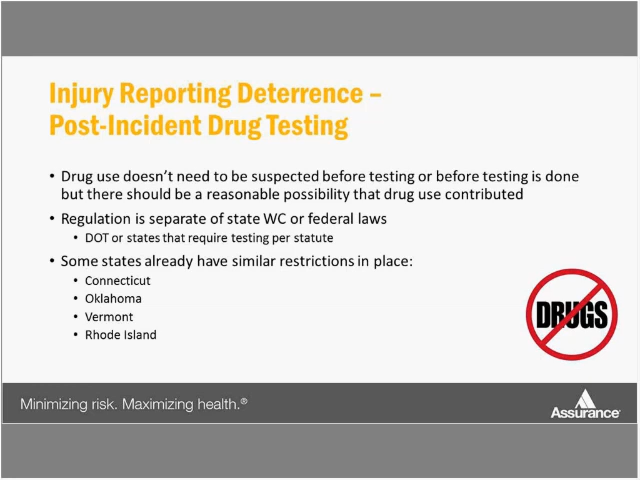 Injury Reporting Deterrence –
Post-Incident Drug Testing
• Drug use doesn't need to be suspected before testing or before testing is done
but there should be a reasonable possibility that drug use contributed
• Regulation is separate of state WC or federal laws
• DOT or states that require testing per statute
• Some states already have similar restrictions in place:
• Connecticut
• Oklahoma
• Vermont
• Rhode Island
DRUGS
Minimizing risk. Maximizing health.®
Assurance